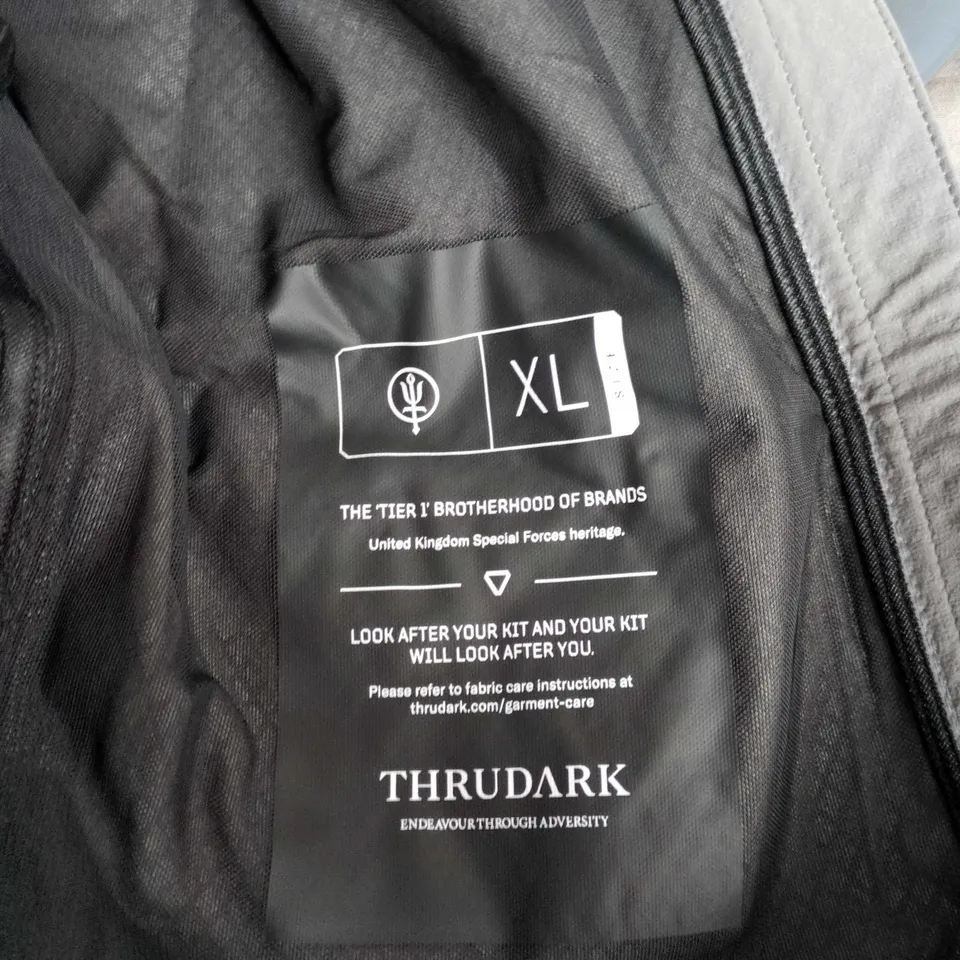 XL
THE 'TIER 1' BROTHERHOOD OF BRANDS
United Kingdom Special Forces heritage.
LOOK AFTER YOUR KIT AND YOUR KIT
WILL LOOK AFTER YOU.
Please refer to fabric care instructions at
thrudark.com/garment-care
THRUDARK
ENDEAVOUR THROUGH ADVERSITY